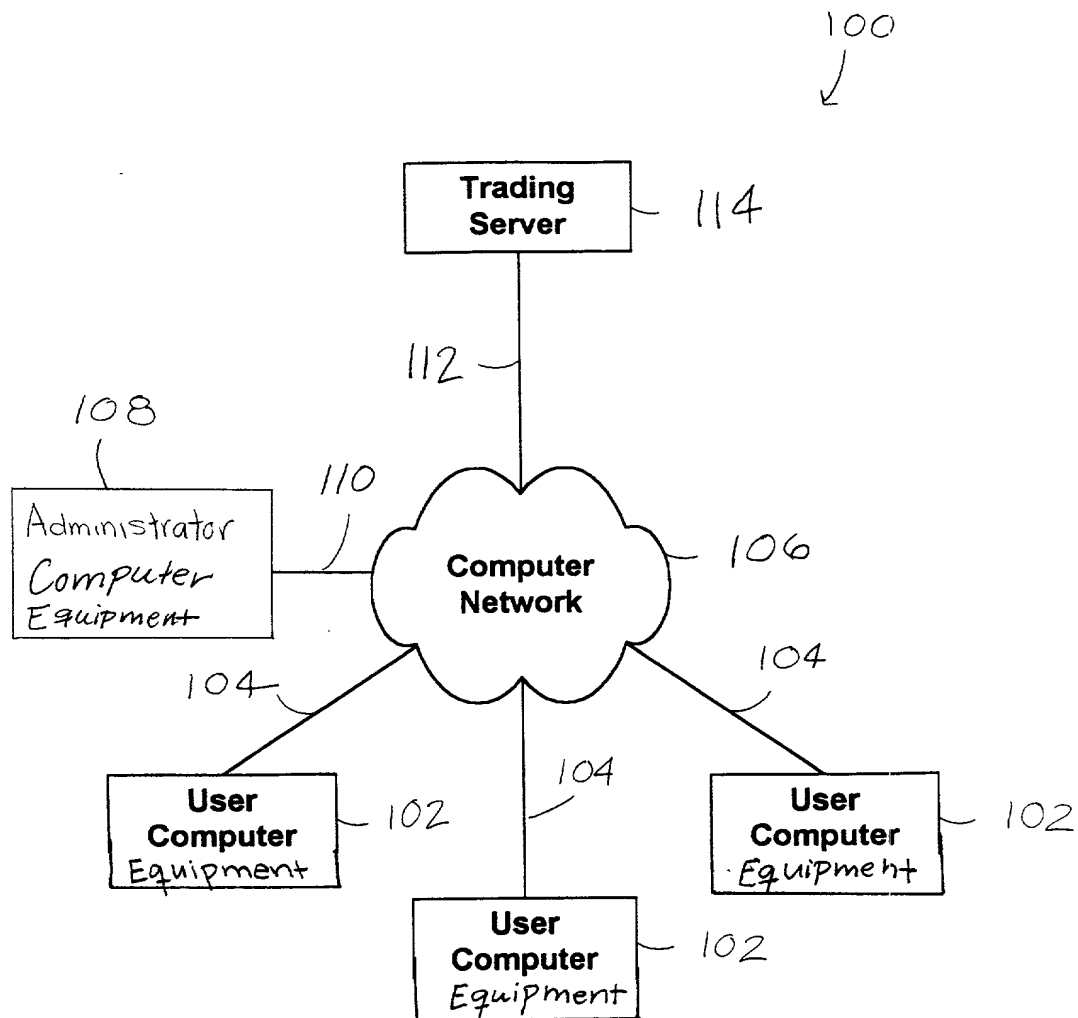 100
Trading
Server
114
112
108
110
Administrator
Computer
Equipment
Computer
Network
106
104
104
104
User
Computer
Equipment
102
User
Computer
Equipment
102
User
Computer
Equipment
102